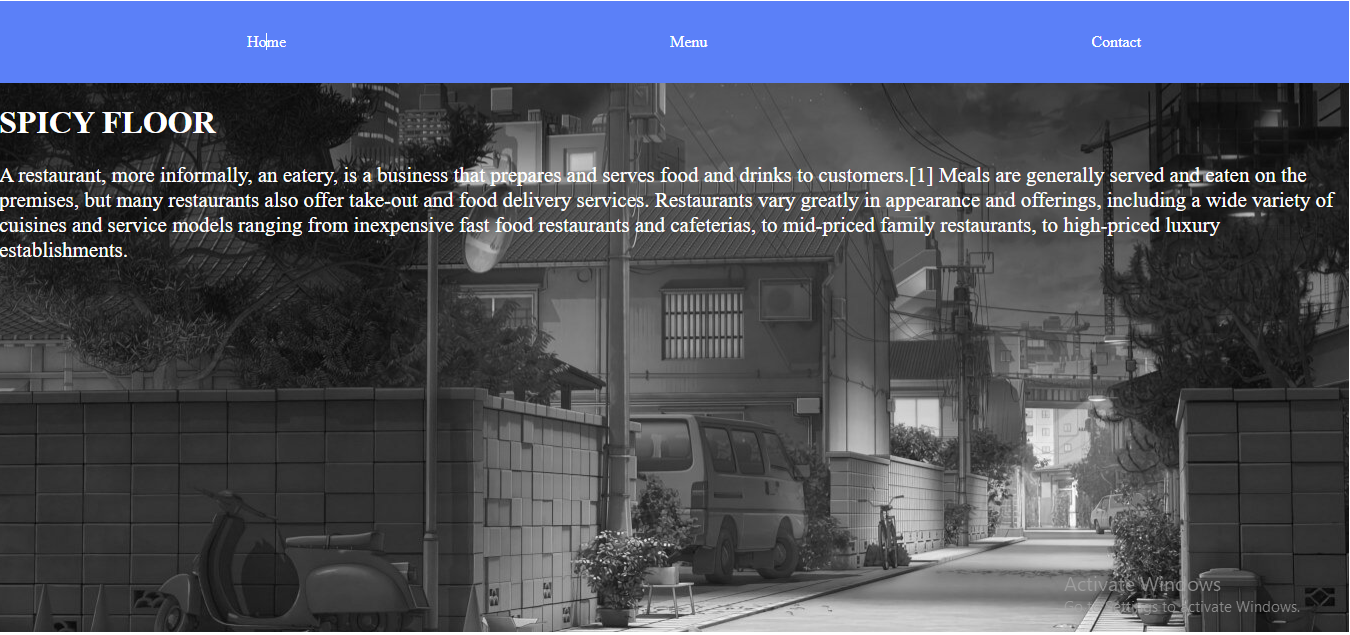 Home Menu Contact
SPICY FLOOR
A restaurant, more informally, an eatery, is a business that prepares and serves food and drinks to customers.[1] Meals are generally served and eaten on the
premises, but many restaurants also offer take-out and food delivery services. Restaurants vary greatly in appearance and offerings, including a wide variety of
cuisines and service models ranging from inexpensive fast food restaurants and cafeterias, to mid-priced family restaurants, to high-priced luxury
establishments.
Activate Windows
Go to Settings to activate Windows.